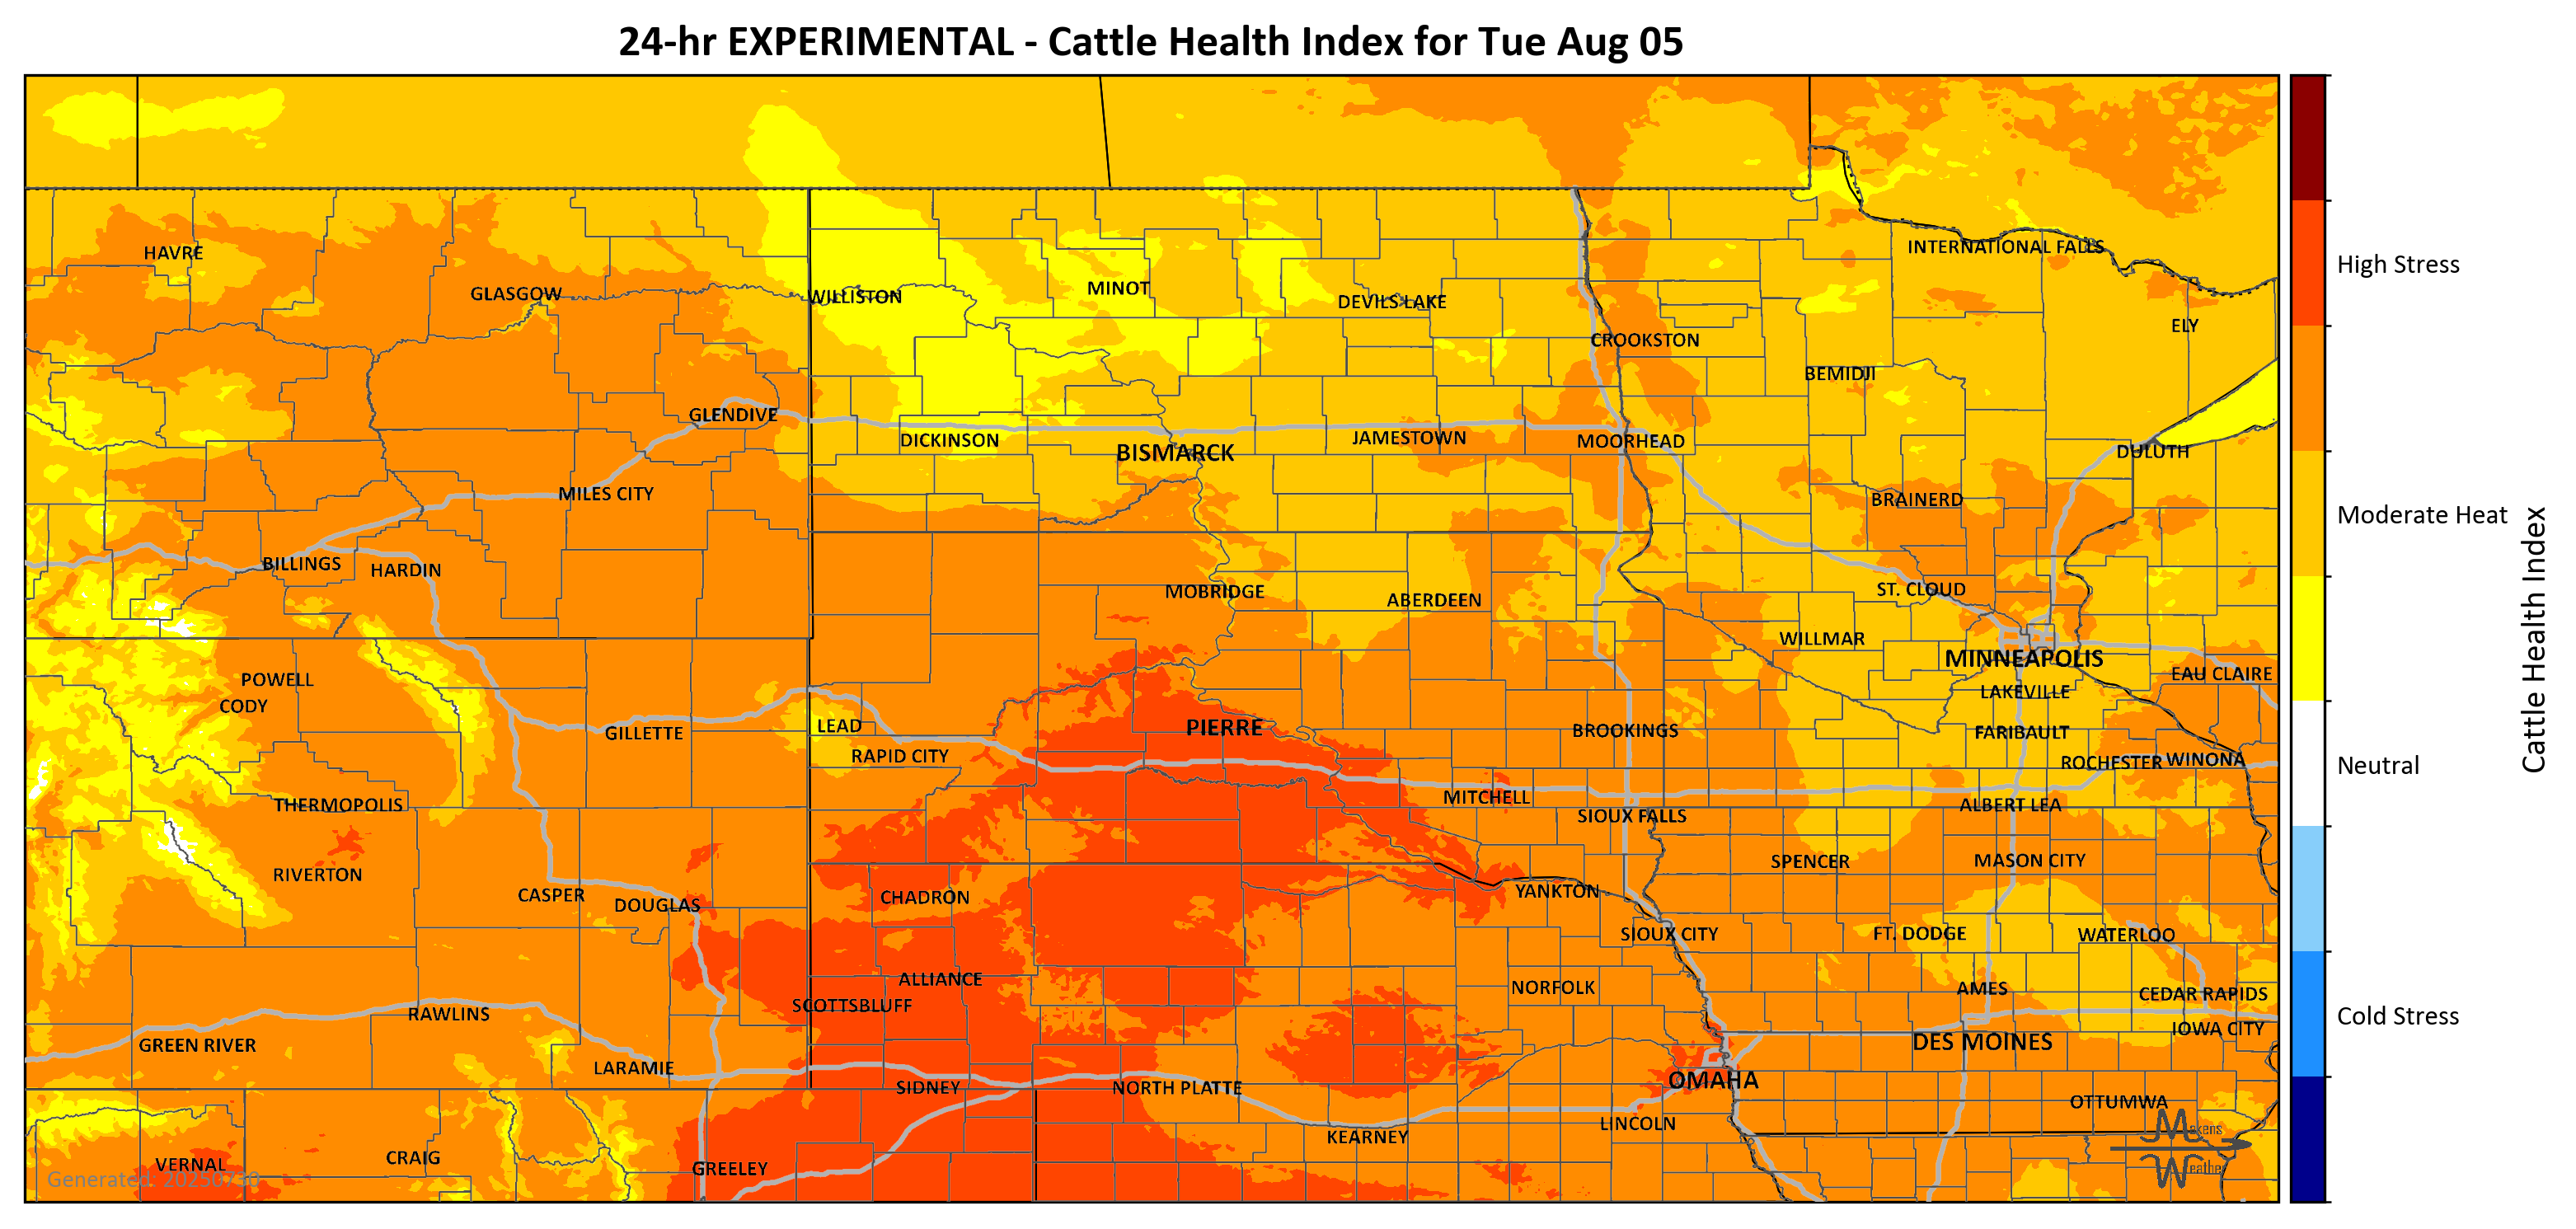 24-hr EXPERIMENTAL - Cattle Health Index for Tue Aug 05
HAVRE
GLASGOW
WILLISTON
MINOT
DEVILS LAKE
CROOKSTON
INTERNATIONAL FALLS
ELY
BEMIDJI
GLENDIVE
DICKINSON
BISMARCK
JAMESTOWN
MOORHEAD
DULUTH
MILES CITY
BRAINERD
BILLINGS
HARDIN
MOBRIDGE
ABERDEEN
ST. CLOUD
WILLMAR
MINNEAPOLIS
EAU CLAIRE
POWELL
CODY
LAKEVILLE
GILLETTE
LEAD
RAPID CITY
PIERRE
BROOKINGS
FARIBAULT
ROCHESTER
WINONA
THERMOPOLIS
MITCHELL
SIOUX FALLS
ALBERT LEA
RIVERTON
SPENCER
MASON CITY
CASPER
DOUGLAS
CHADRON
YANKTON
SIOUX CITY
FT. DODGE
WATERLOO
ALLIANCE
SCOTTSBLUFF
NORFOLK
AMES
CEDAR RAPIDS
RAWLINS
GREEN RIVER
IOWA CITY
DES MOINES
LARAMIE
SIDNEY
NORTH PLATTE
OMAHA
OTTUMWA
LINCOLN
KEARNEY
VERNAL
CRAIG
GREELEY
Generated: 20250730
Makens
Weather
High Stress
Moderate Heat
Neutral
Cold Stress
Cattle Health Index